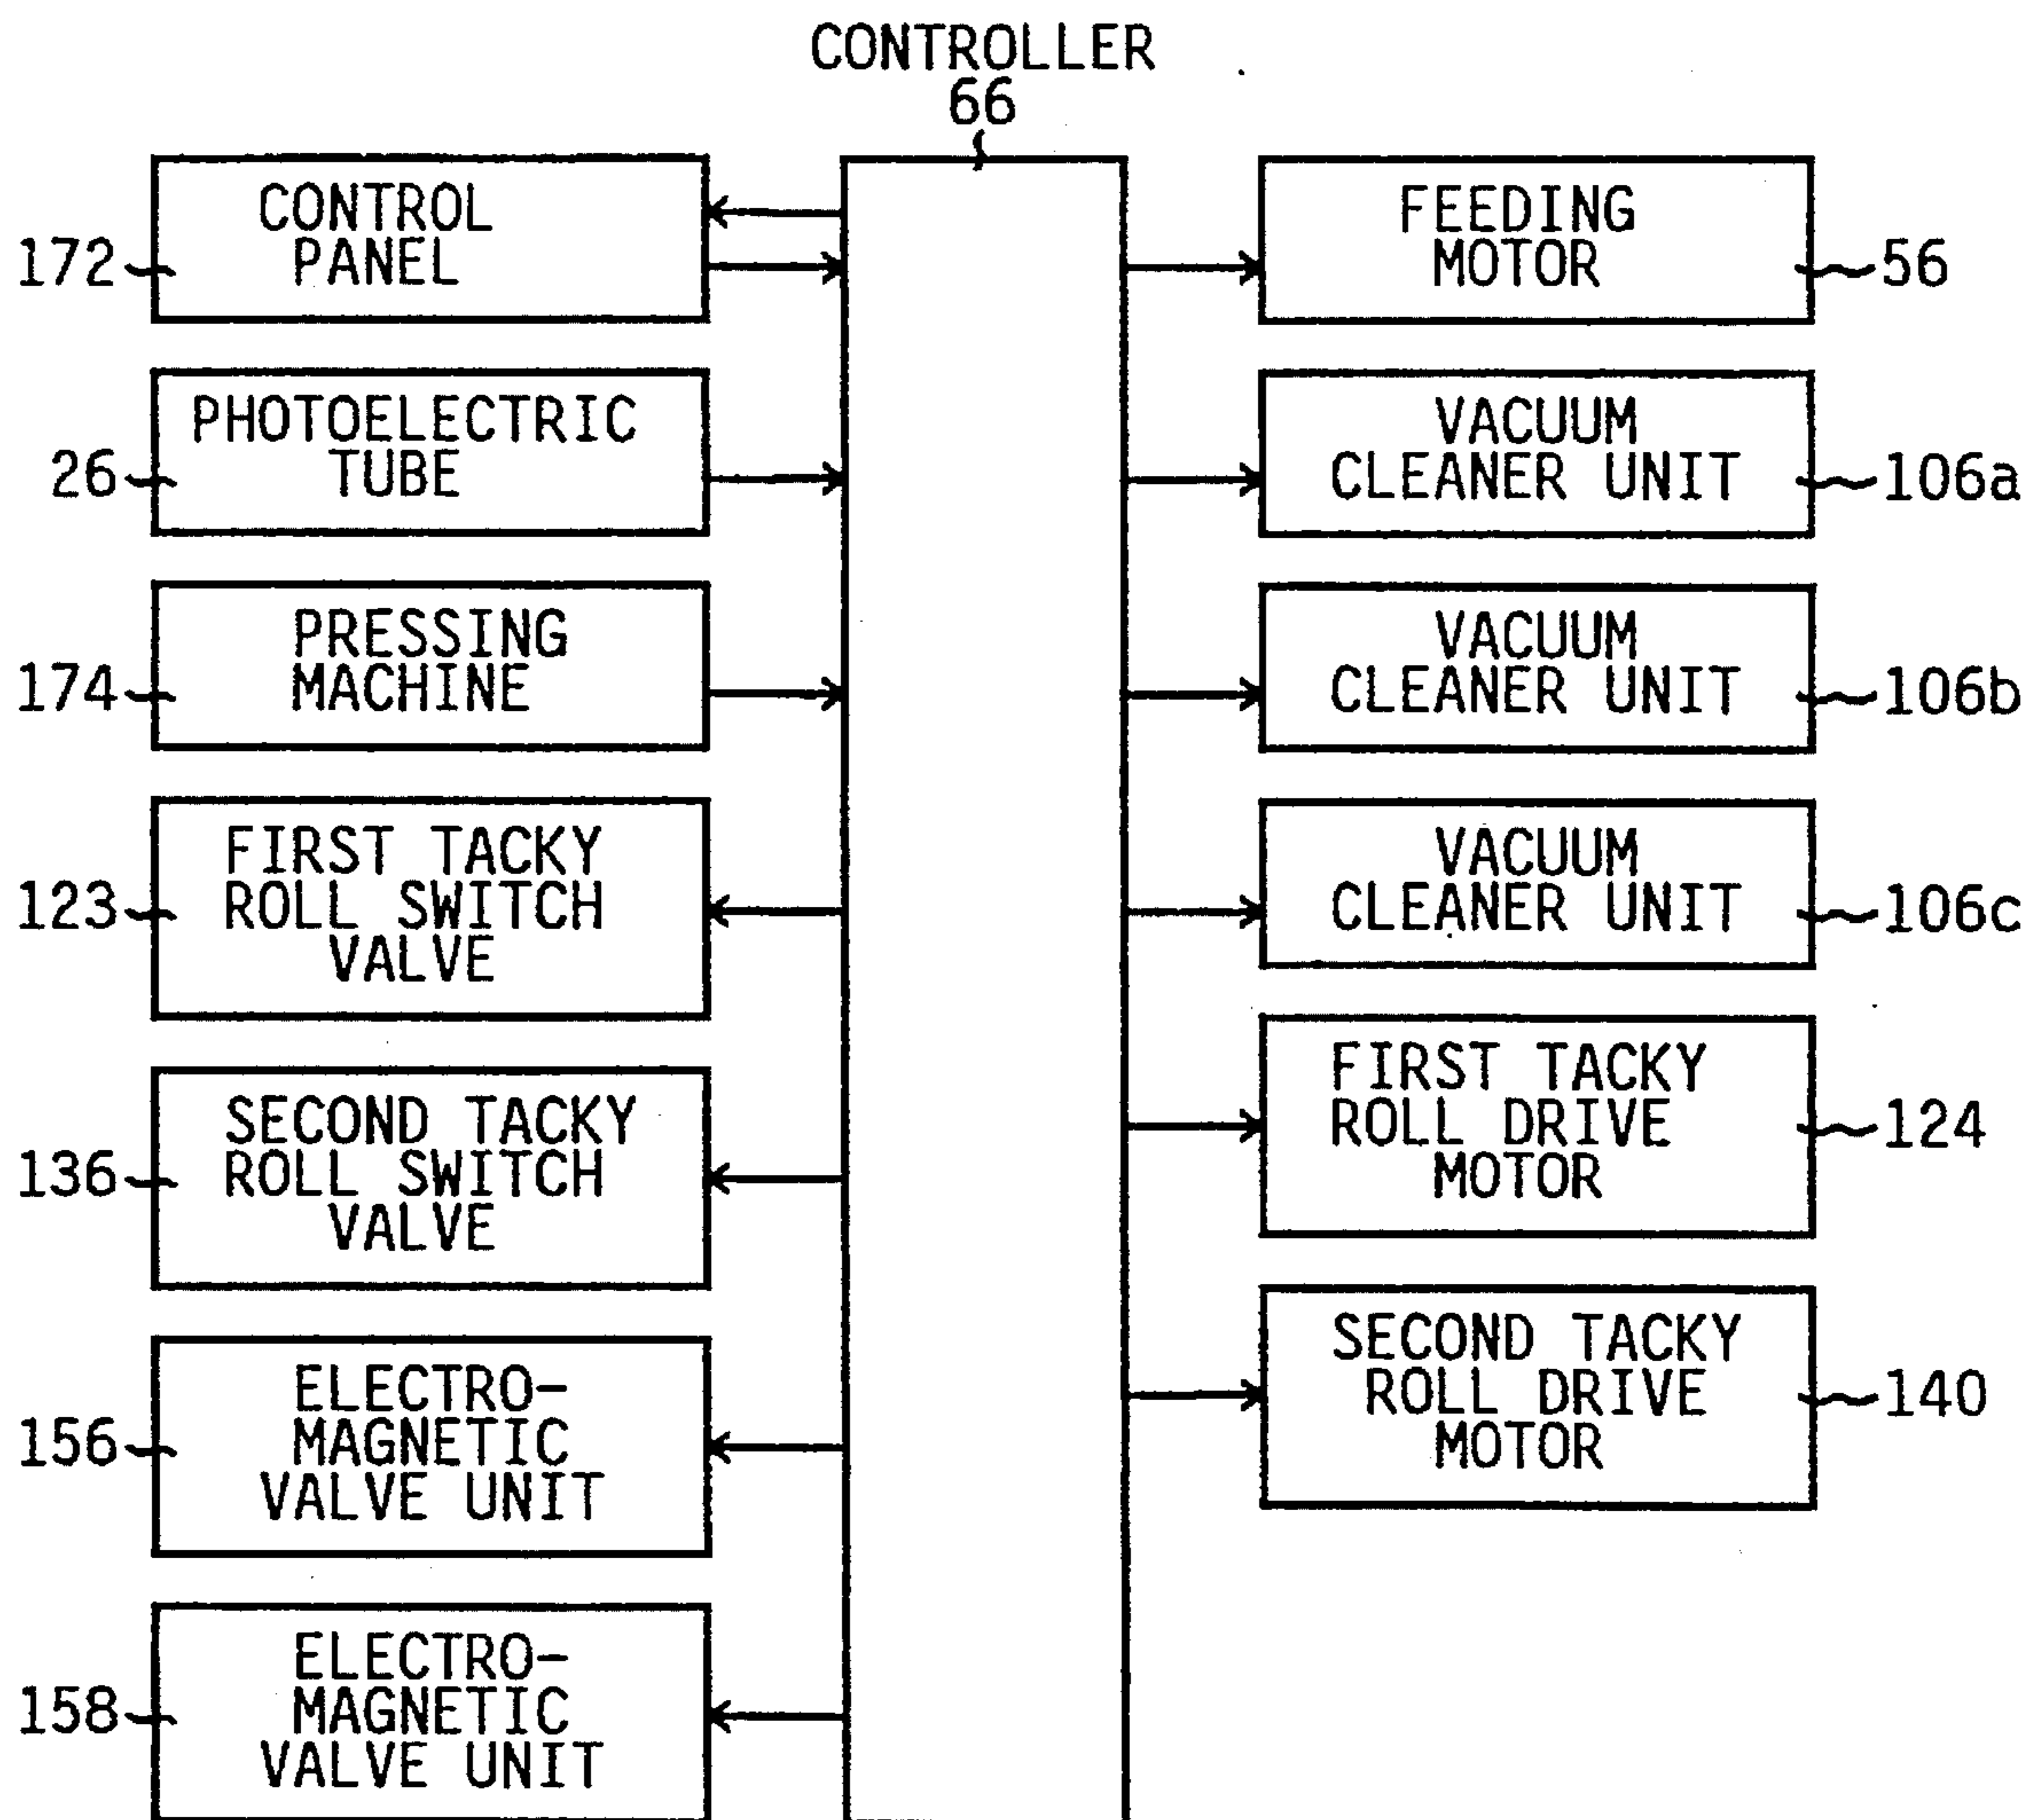 CONTROLLER
66
CONTROL
PANEL
172
PHOTOELECTRIC
TUBE
26
PRESSING
MACHINE
174
FIRST TACKY
ROLL SWITCH
VALVE
123
SECOND TACKY
ROLL SWITCH
VALVE
136
ELECTRO-
MAGNETIC
VALVE UNIT
156
ELECTRO-
MAGNETIC
VALVE UNIT
158
FEEDING
MOTOR
56
VACUUM
CLEANER UNIT
106a
VACUUM
CLEANER UNIT
106b
VACUUM
CLEANER UNIT
106c
FIRST TACKY
ROLL DRIVE
MOTOR
124
SECOND TACKY
ROLL DRIVE
MOTOR
140